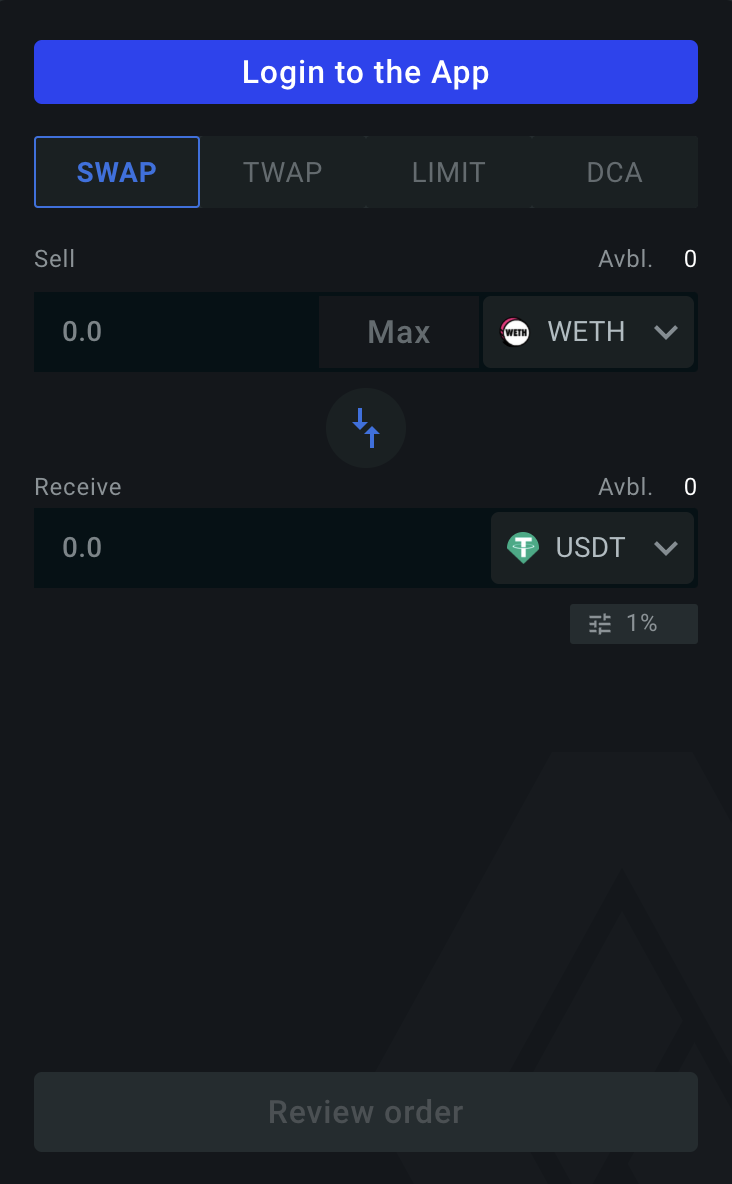 Login to the App
SWAP TWAP LIMIT DCA
Sell Avbl. 0
0.0 Max WETH WETH
Receive Avbl. 0
0.0 USDT
1%
Review order